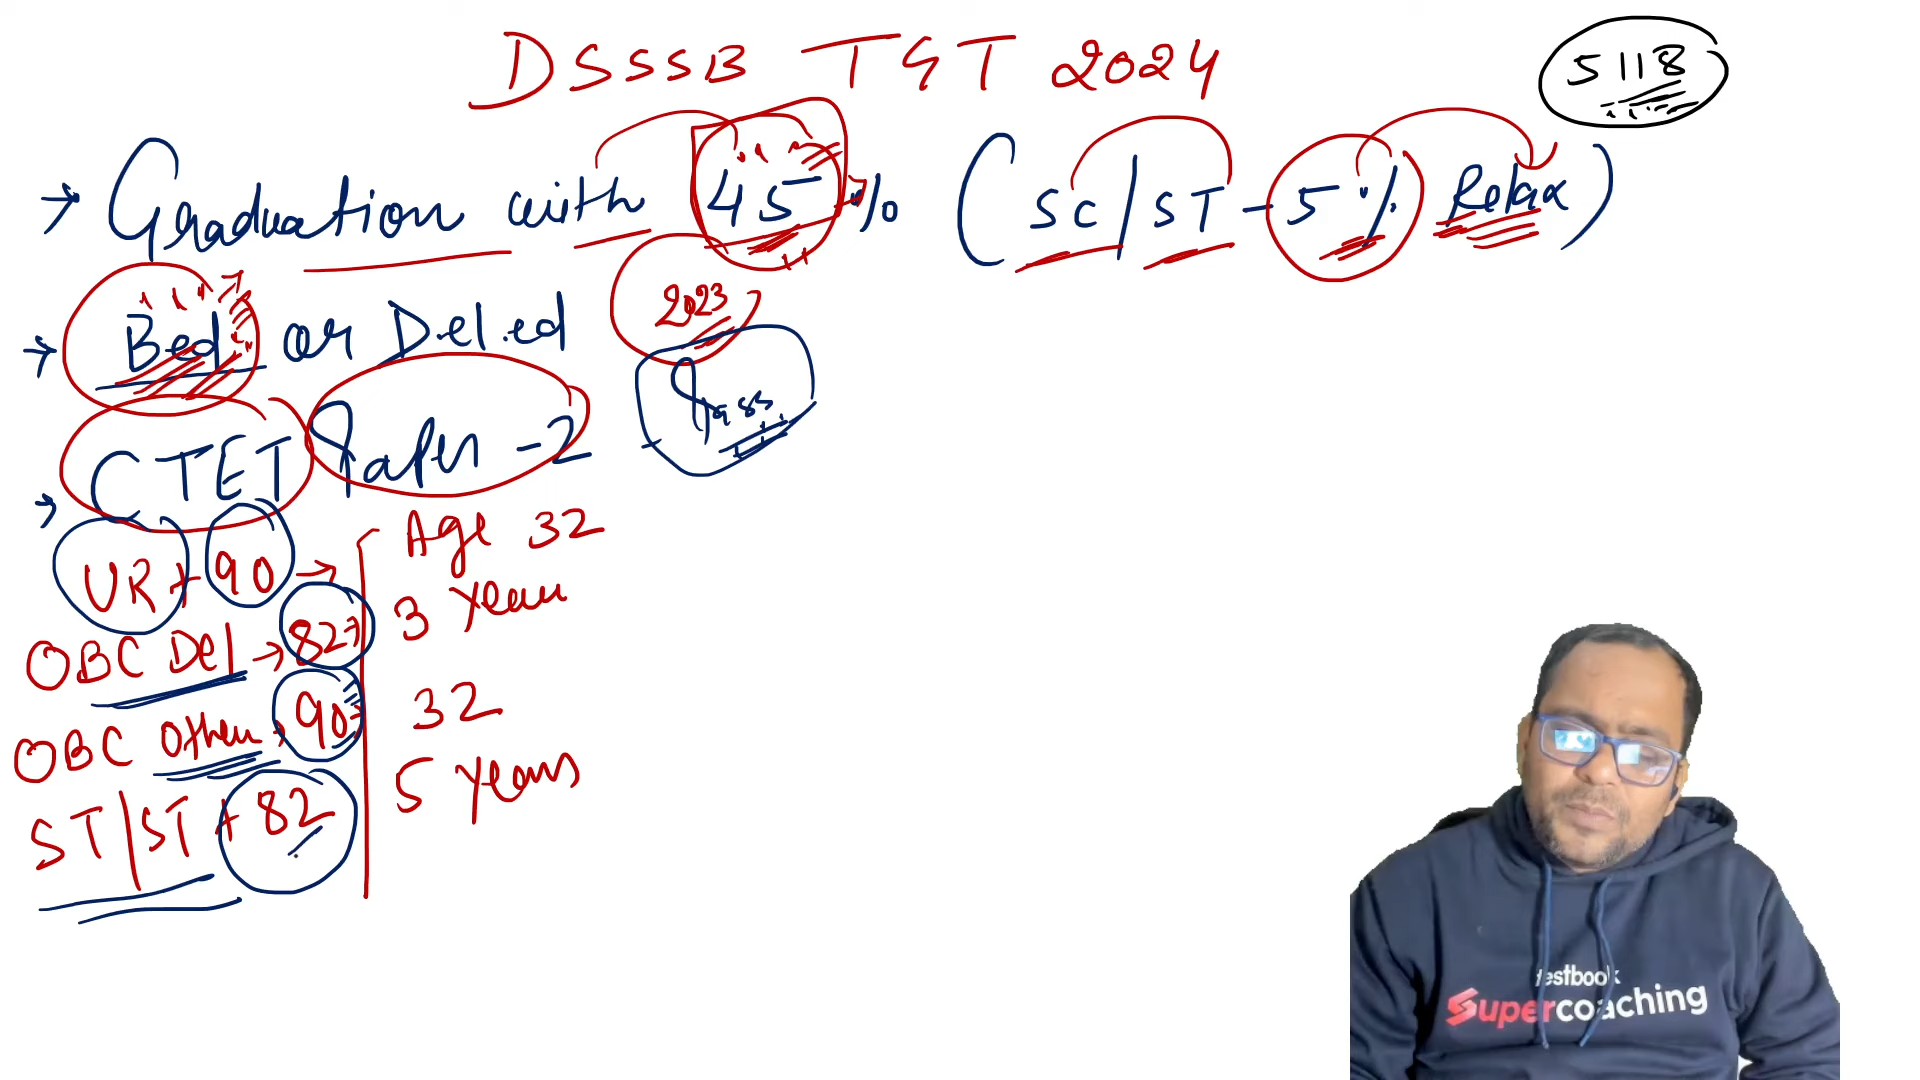 DSSSB TGT 2024
5118
→ Graduation with 45% (SC/ST - 5% Relax)
→ Bed or Del.ed 2023
→ CTET Paper -2 - Pass
UR → 90 → Age 32
OBC Del → 82 → 3 Years
OBC Other → 90 → 32
ST/ST → 82 5 Years
testbook
Supercoaching